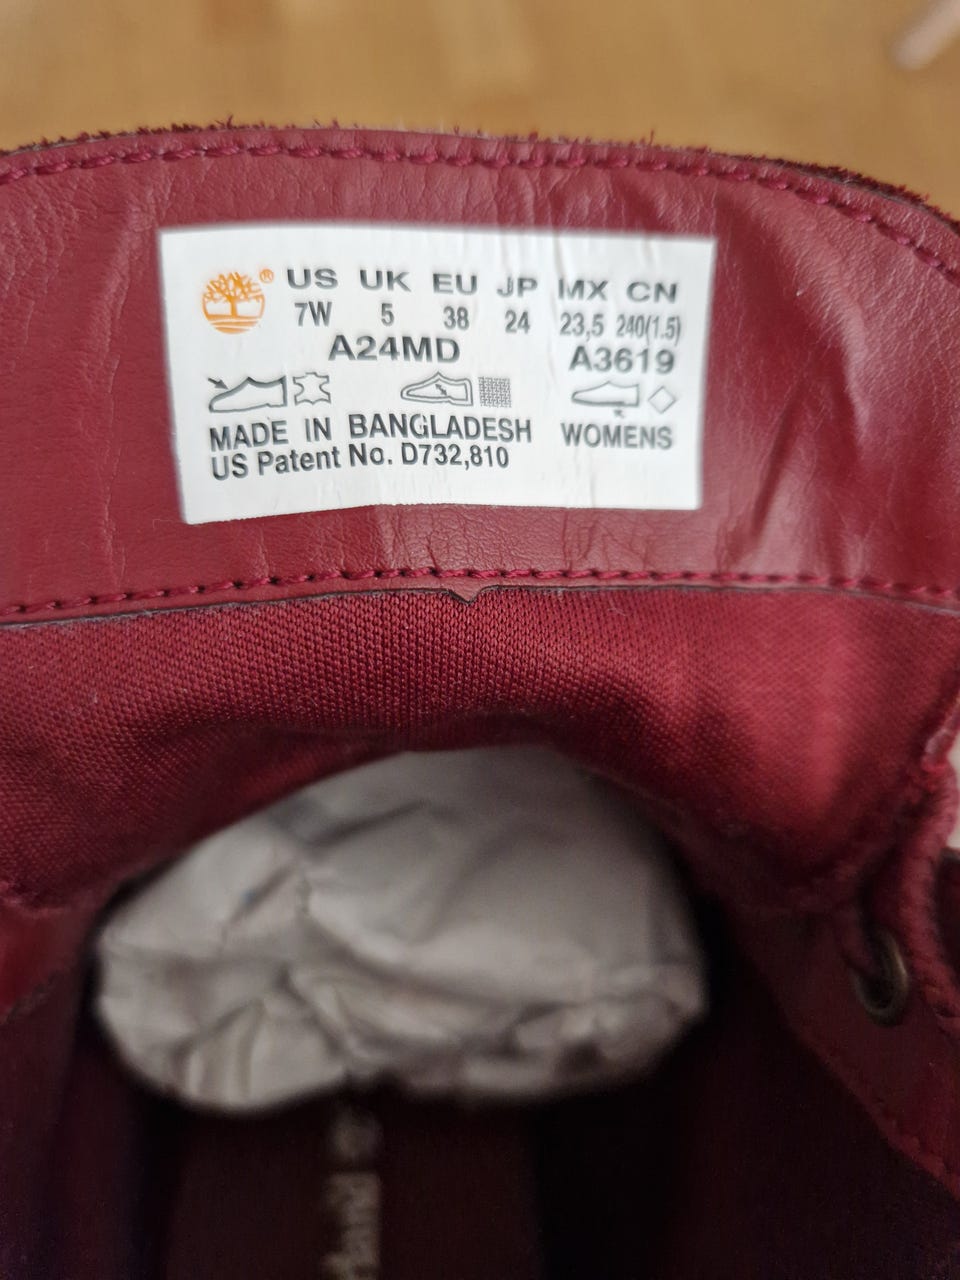 ® US UK EU JP MX CN
7W 5 38 24 23,5 240(1.5)
A24MD A3619
MADE IN BANGLADESH WOMENS
US Patent No. D732,810